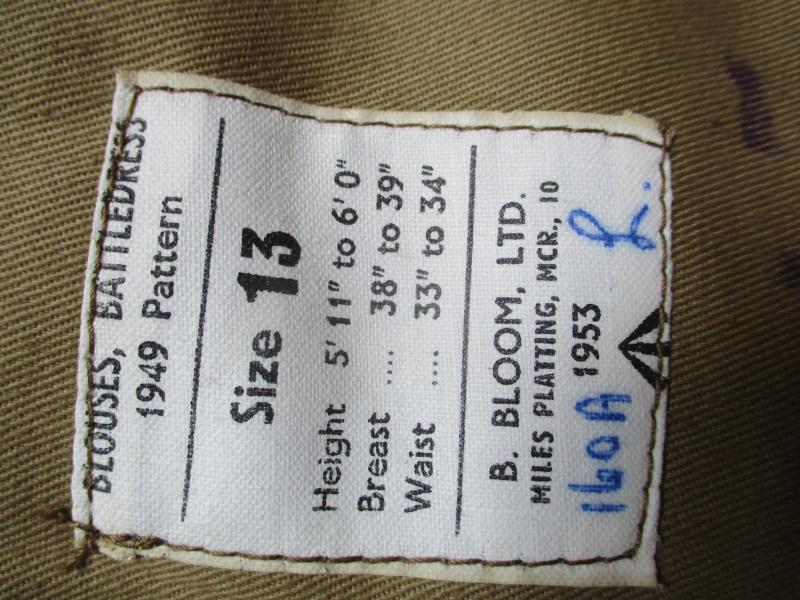 BLOUSES, BATTLEDRESS
1949 Pattern
Size 13
Height 5' 11" to 6' 0"
Breast .... 38" to 39"
Waist .... 33" to 34"
B. BLOOM, LTD.
MILES PLATTING, MCR., 10
160A 1953